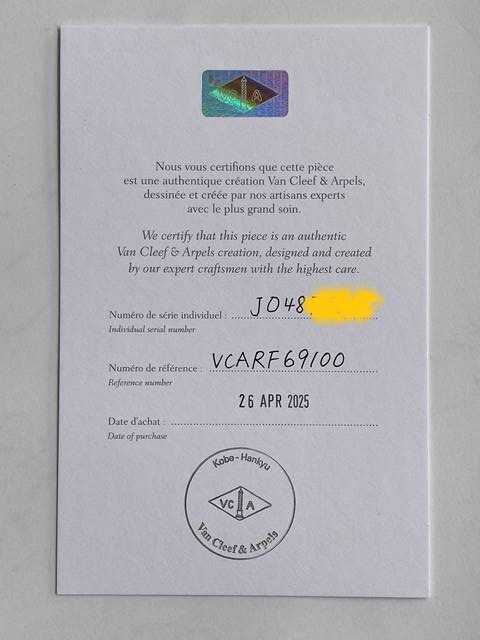 VC A
Nous vous certifions que cette pièce
est une authentique création Van Cleef & Arpels,
dessinée et créée par nos artisans experts
avec le plus grand soin.
We certify that this piece is an authentic
Van Cleef & Arpels creation, designed and created
by our expert craftsmen with the highest care.
Numéro de série individuel : JO48
Individual serial number
Numéro de référence : VCARF69100
Reference number
26 APR 2025
Date d'achat :
Date of purchase
Kobe-Hankyu
VC A
Van Cleef & Arpels